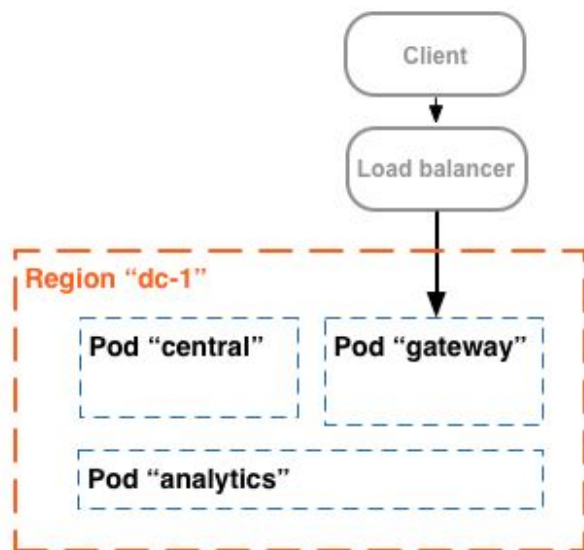 Client
Load balancer
Region “dc-1”
Pod “central”
Pod “gateway”
Pod “analytics”